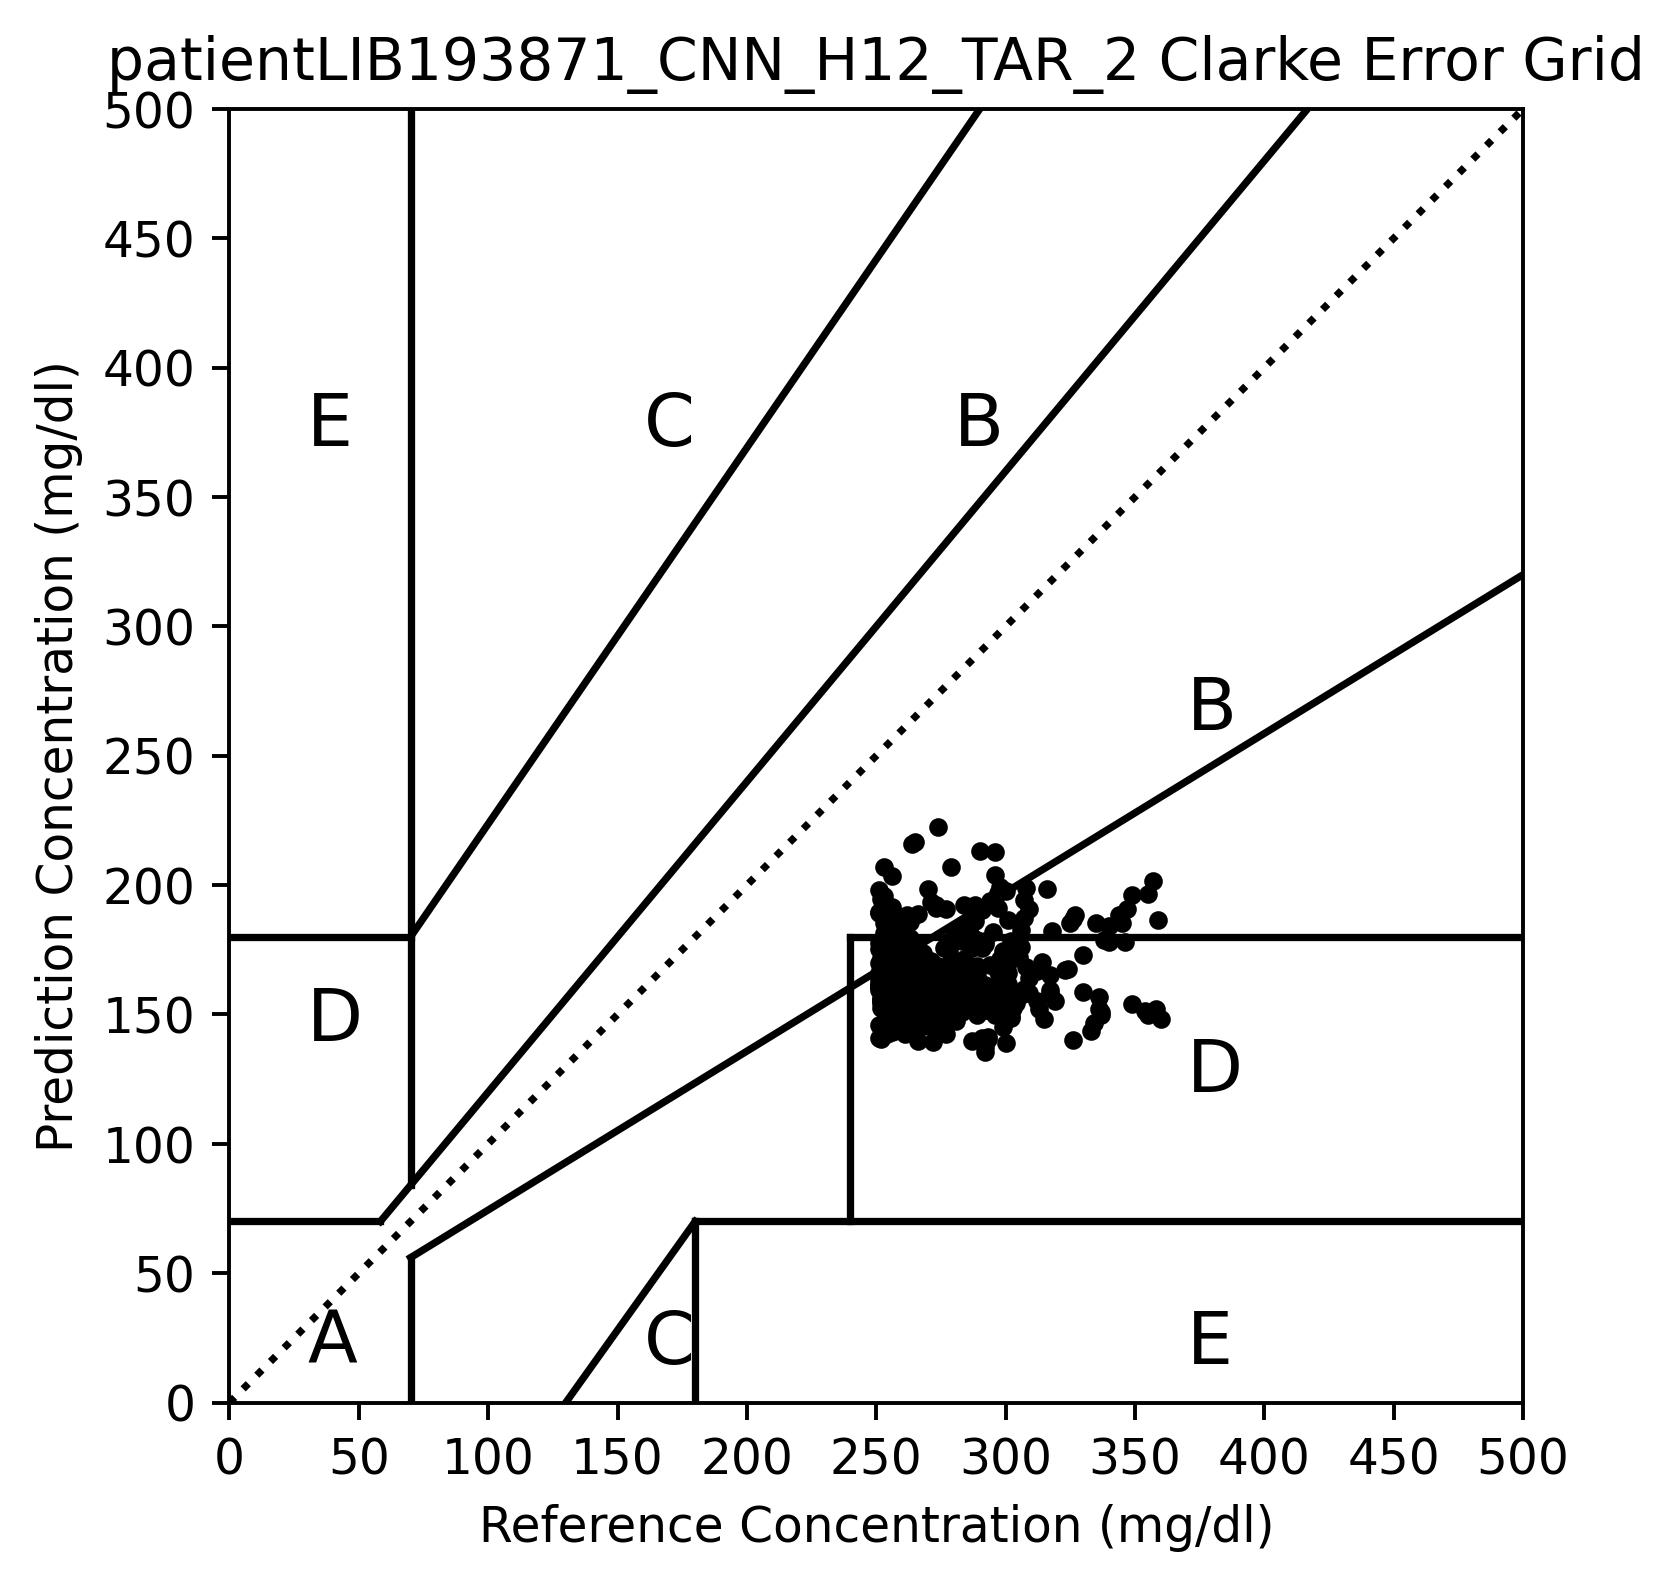 patientLIB193871_CNN_H12_TAR_2 Clarke Error Grid
500
450
400
350
300
250
200
150
100
50
0
Prediction Concentration (mg/dl)
E
C
B
B
D
D
A
C
E
0 50 100 150 200 250 300 350 400 450 500
Reference Concentration (mg/dl)